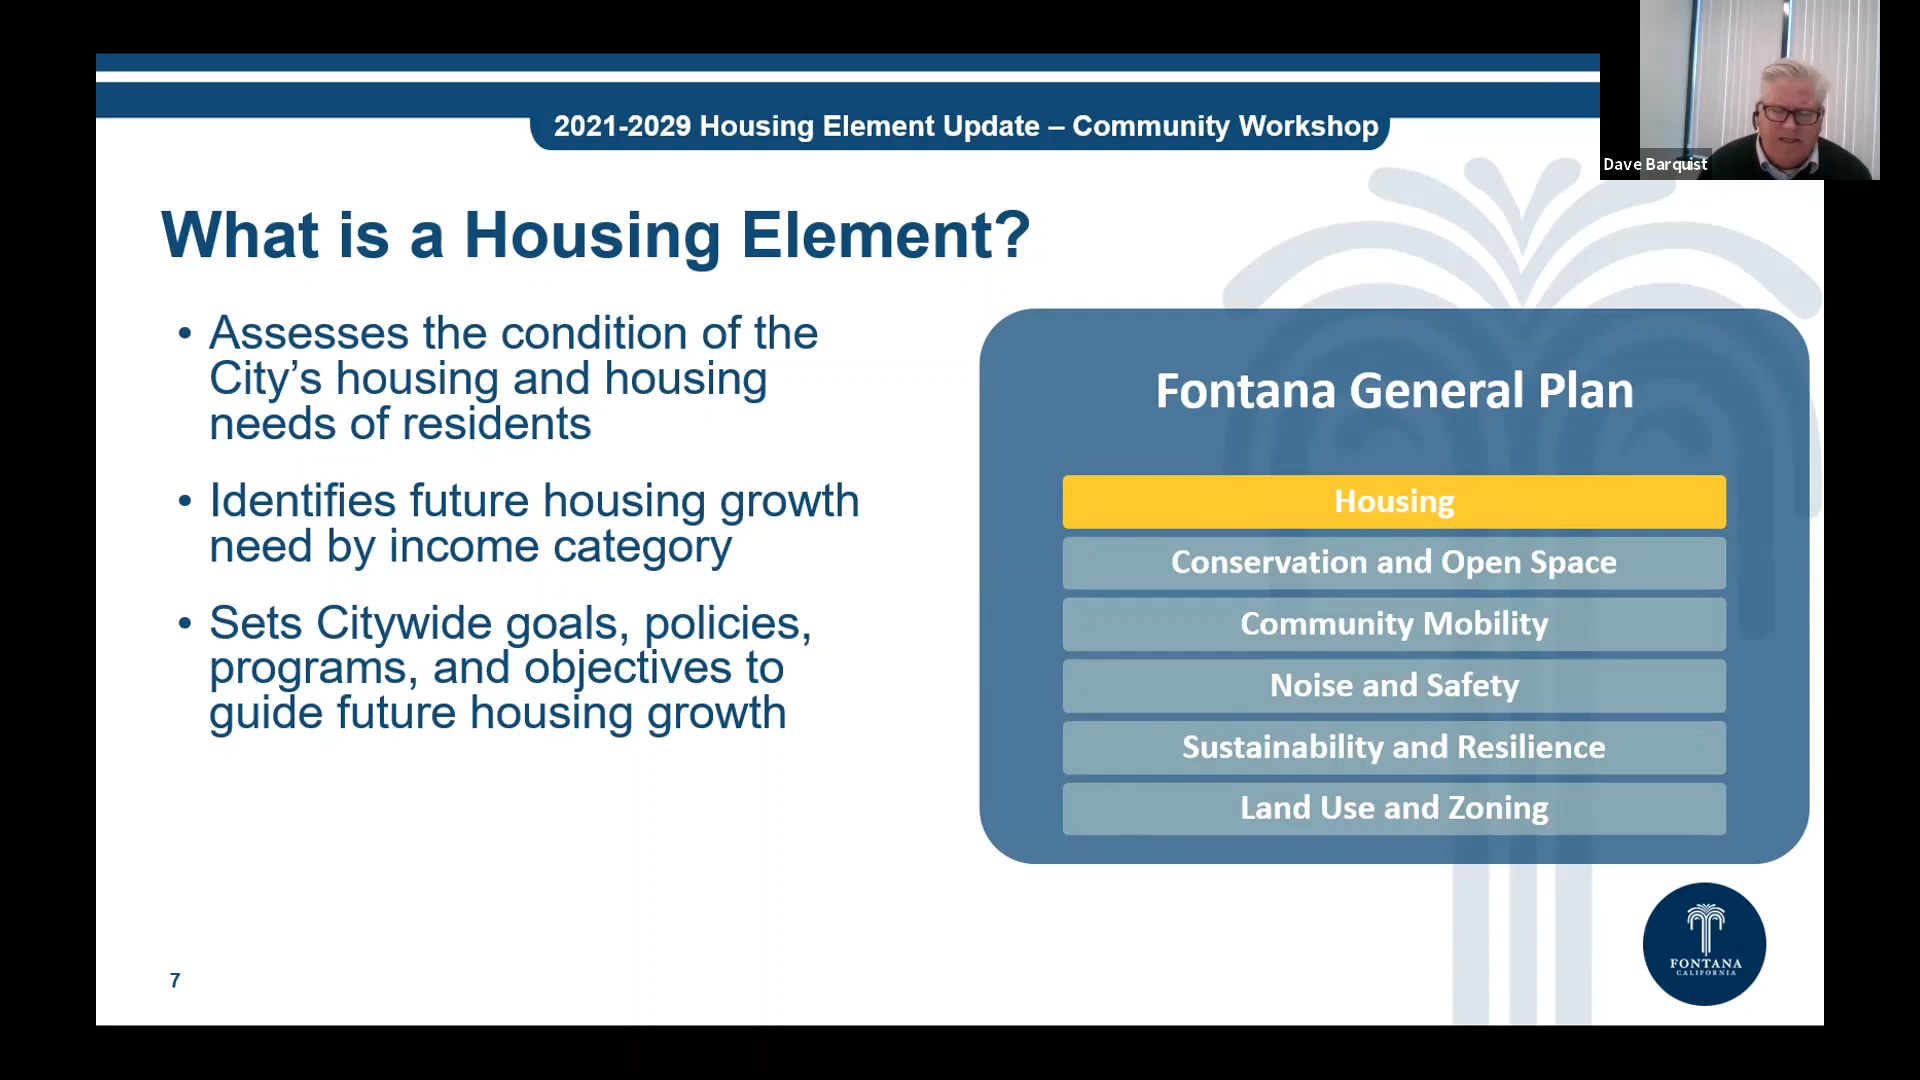 2021-2029 Housing Element Update – Community Workshop
Dave Barquist
What is a Housing Element?
• Assesses the condition of the
City’s housing and housing
needs of residents
• Identifies future housing growth
need by income category
• Sets Citywide goals, policies,
programs, and objectives to
guide future housing growth
Fontana General Plan
Housing
Conservation and Open Space
Community Mobility
Noise and Safety
Sustainability and Resilience
Land Use and Zoning
FONTANA
CALIFORNIA
7